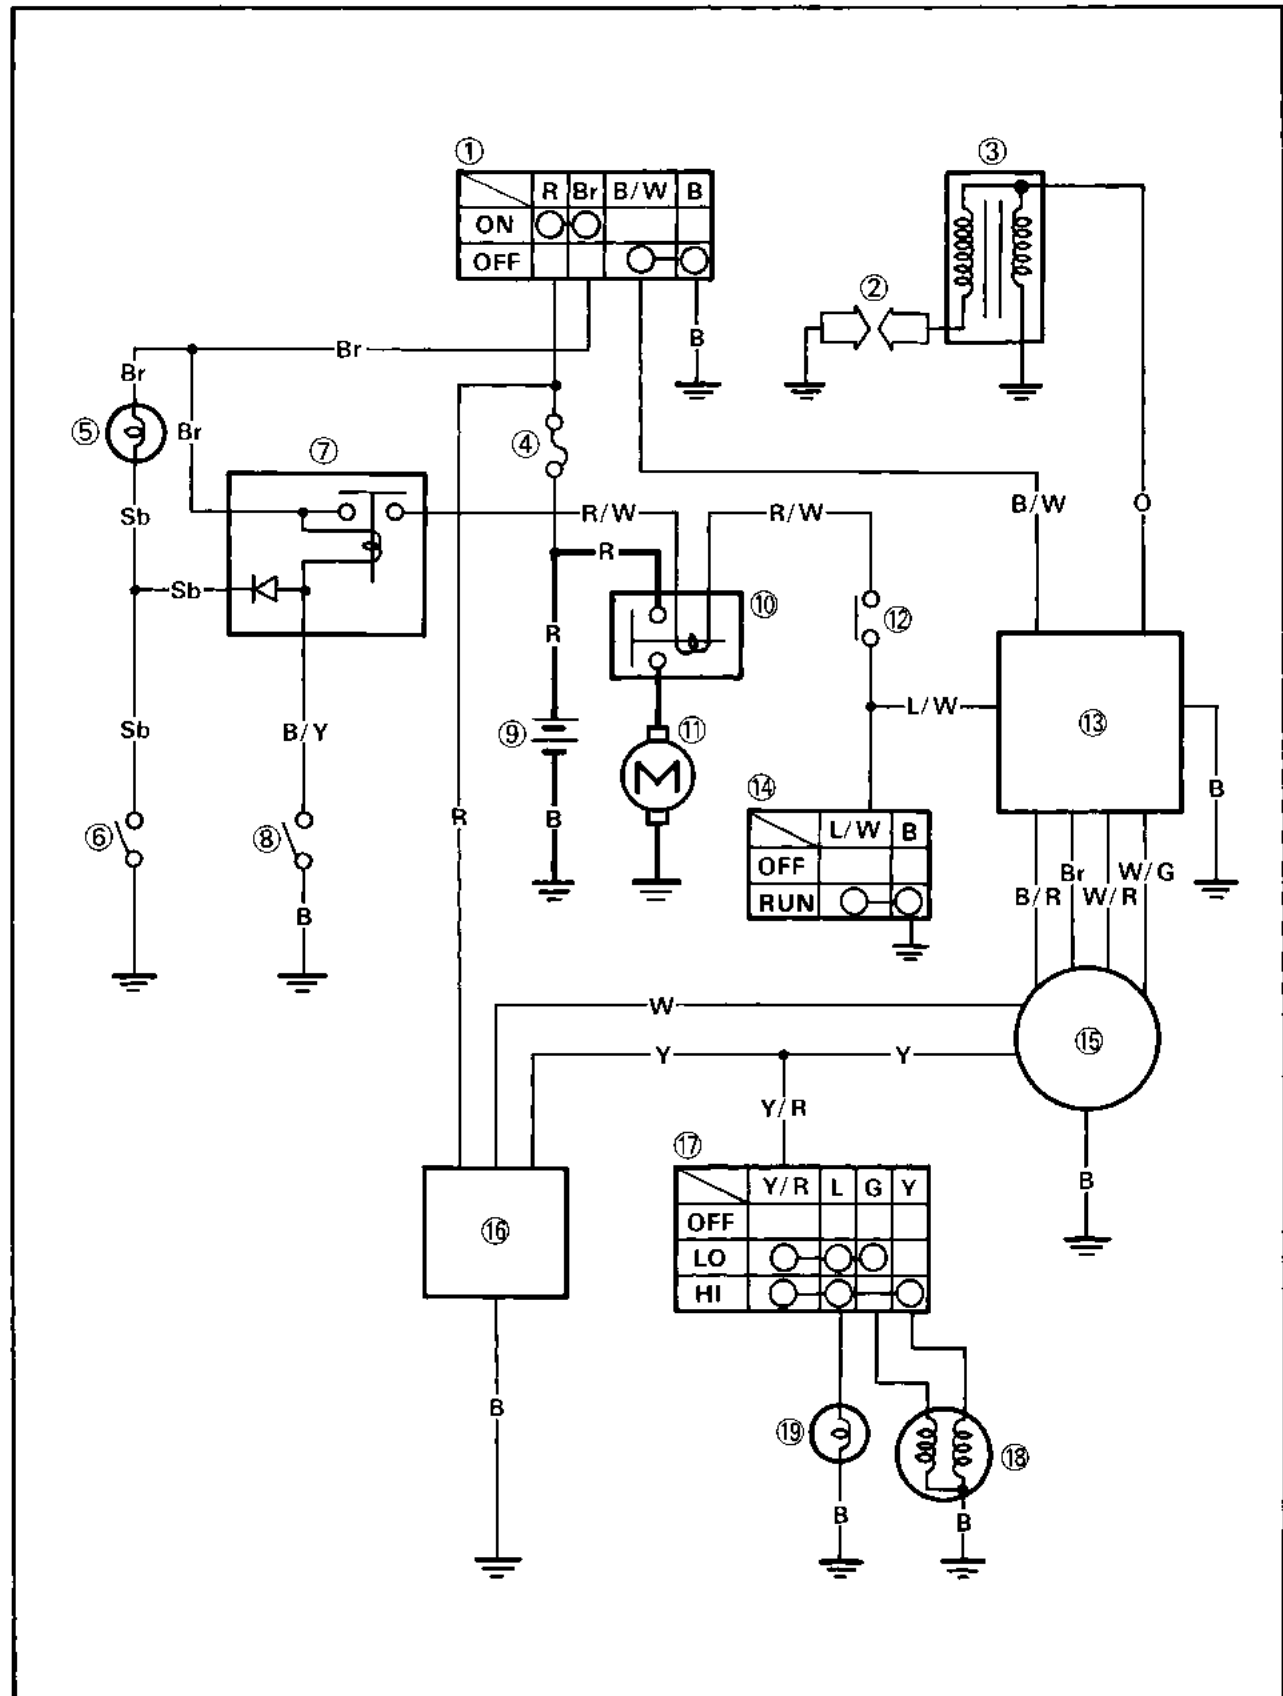 ① ③
R Br B/W B
ON
OFF
②
B
Br
Br
⑤ Br ④
⑦
Sb R/W R/W B/W O
R
Sb ⑩ ⑫
R
L/W
Sb B/Y ⑨ ⑪ ⑬
⑭ B
R B L/W B
⑥ ⑧ OFF
Br W/G
B/R W/R
RUN
B
W
⑮
Y Y
Y/R
⑰
B
Y/R L G Y
⑯ OFF
LO
HI
B
⑲ ⑱
B B
M